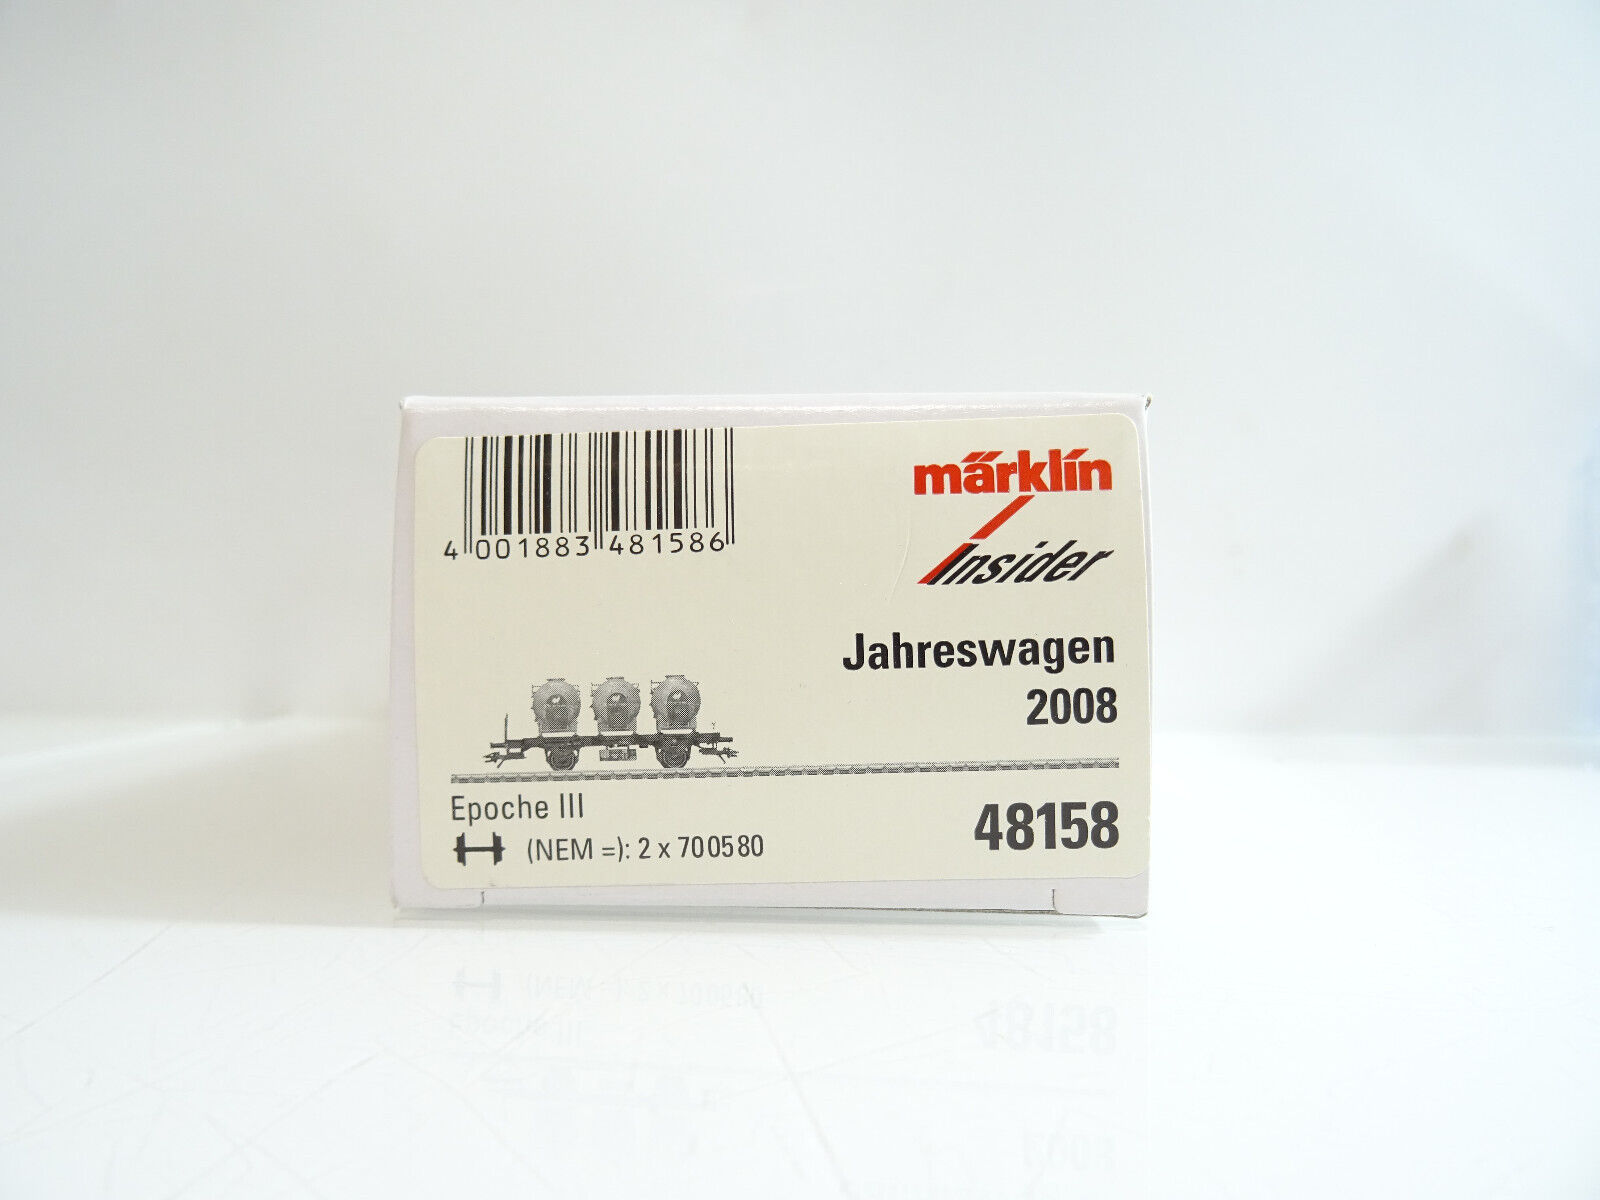 märklin
Insider
4 001883 481586
Jahreswagen
2008
Epoche III
48158
(NEM =): 2 x 700580